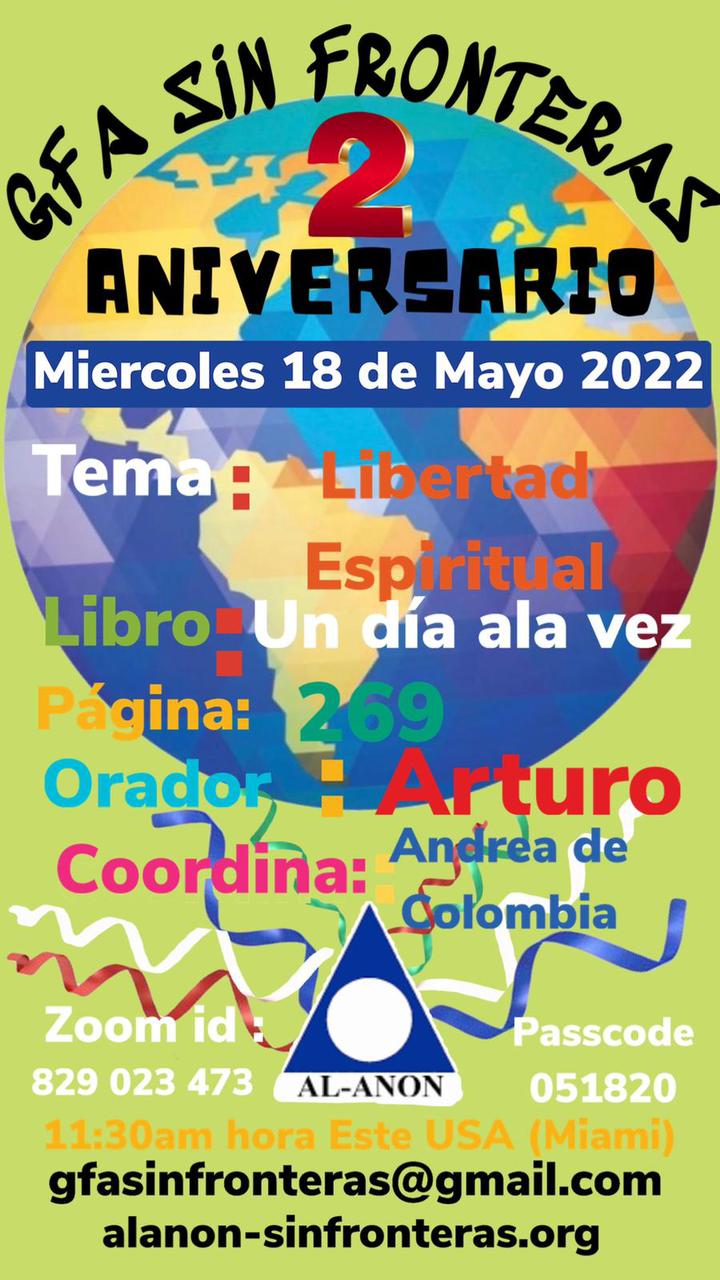 GFA SiN FRONTERAS
2
ANIVERSARIO
Miercoles 18 de Mayo 2022
Tema : Libertad
Espiritual
Libro: Un día ala vez
Página: 269
Orador : Arturo
Coordina: Andrea de
Colombia
Zoom id : Passcode
829 023 473 051820
AL-ANON
11:30am hora Este USA (Miami)
gfasinfronteras@gmail.com
alanon-sinfronteras.org